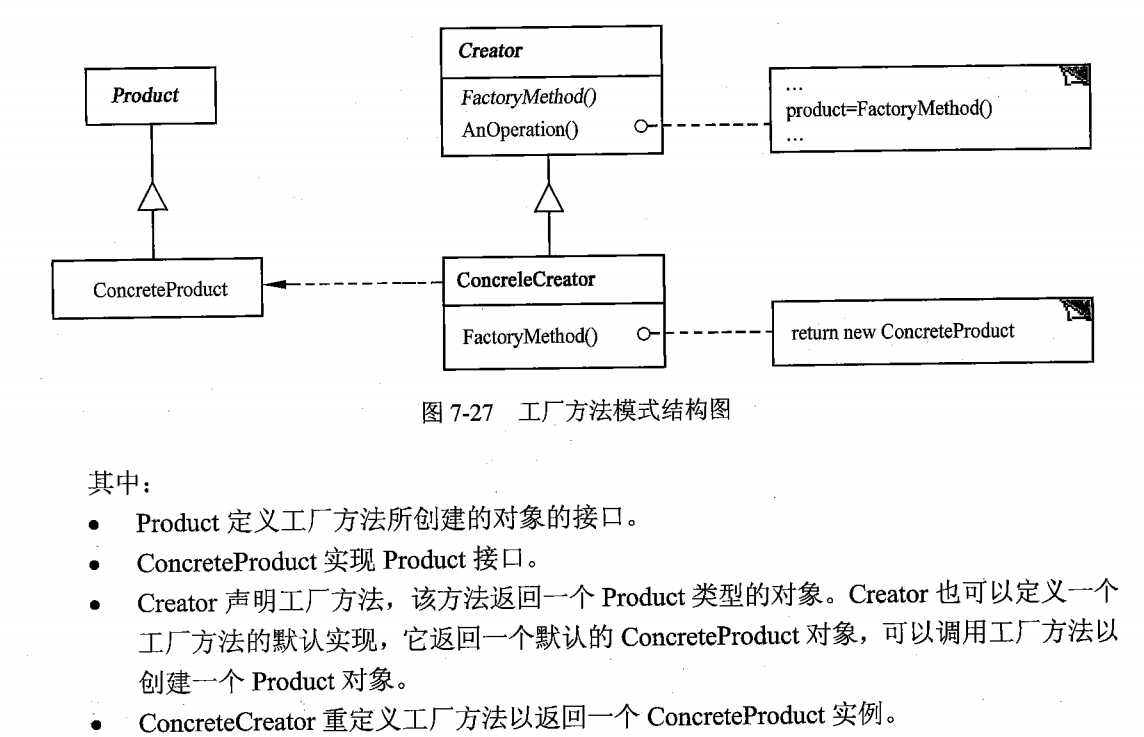 Product
Creator
FactoryMethod()
AnOperation()
...
product=FactoryMethod()
...
ConcreteProduct
ConcreleCreator
FactoryMethod()
return new ConcreteProduct
图 7-27 工厂方法模式结构图
其中：
● Product 定义工厂方法所创建的对象的接口。
● ConcreteProduct 实现 Product 接口。
● Creator 声明工厂方法，该方法返回一个 Product 类型的对象。Creator 也可以定义一个
工厂方法的默认实现，它返回一个默认的 ConcreteProduct 对象，可以调用工厂方法以
创建一个 Product 对象。
● ConcreteCreator 重定义工厂方法以返回一个 ConcreteProduct 实例。